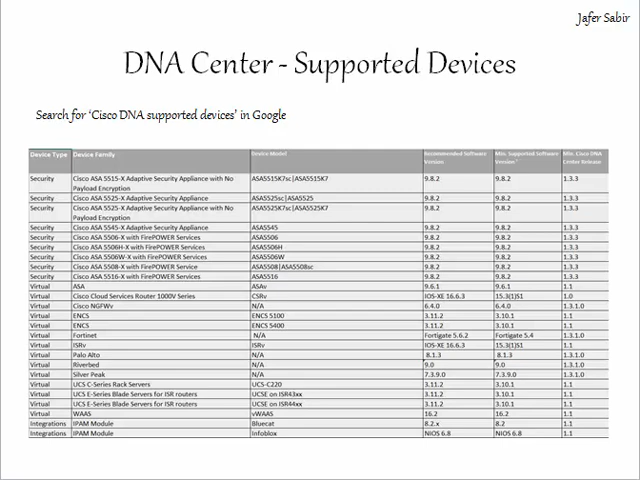 Jafer Sabir
DNA Center - Supported Devices
Search for 'Cisco DNA supported devices' in Google
Device Type Device Family Device Model Recommended Software Version Min. Supported Software Version Min. Cisco DNA Center Release
Security Cisco ASA 5515-X Adaptive Security Appliance with No Payload Encryption ASA5515K7sc|ASA5515K7 9.8.2 9.8.2 1.3.3
Security Cisco ASA 5525-X Adaptive Security Appliance ASA5525sc|ASA5525 9.8.2 9.8.2 1.3.3
Security Cisco ASA 5525-X Adaptive Security Appliance with No Payload Encryption ASA5525K7sc|ASA5525K7 9.8.2 9.8.2 1.3.3
Security Cisco ASA 5545-X Adaptive Security Appliance ASA5545 9.8.2 9.8.2 1.3.3
Security Cisco ASA 5506-X with FirePOWER Services ASA5506 9.8.2 9.8.2 1.3.3
Security Cisco ASA 5506H-X with FirePOWER Services ASA5506H 9.8.2 9.8.2 1.3.3
Security Cisco ASA 5506W-X with FirePOWER Services ASA5506W 9.8.2 9.8.2 1.3.3
Security Cisco ASA 5508-X with FirePOWER Service ASA5508|ASA5508sc 9.8.2 9.8.2 1.3.3
Security Cisco ASA 5516-X with FirePOWER Services ASA5516 9.8.2 9.8.2 1.3.3
Virtual ASA ASAv 9.6.1 9.6.1 1.1
Virtual Cisco Cloud Services Router 1000V Series CSRv IOS-XE 16.6.3 15.3(1)S1 1.0
Virtual Cisco NGFWv N/A 6.4.0 6.4.0 1.3.1.0
Virtual ENCS ENCS 5100 3.11.2 3.10.1 1.1
Virtual ENCS ENCS 5400 3.11.2 3.10.1 1.1
Virtual Fortinet N/A Fortigate 5.6.2 Fortigate 5.4 1.3.1.0
Virtual ISRv ISRv IOS-XE 16.6.3 15.3(1)S1 1.1
Virtual Palo Alto N/A 8.1.3 8.1.3 1.3.1.0
Virtual Riverbed N/A 9.0 9.0 1.3.1.0
Virtual Silver Peak N/A 7.3.9.0 7.3.9.0 1.3.1.0
Virtual UCS C-Series Rack Servers UCS-C220 3.11.2 3.10.1 1.1
Virtual UCS E-Series Blade Servers for ISR routers UCSE on ISR43xx 3.11.2 3.10.1 1.1
Virtual UCS E-Series Blade Servers for ISR routers UCSE on ISR44xx 3.11.2 3.10.1 1.1
Virtual WAAS vWAAS 16.2 16.2 1.1
Integrations IPAM Module Bluecat 8.2.x 8.2 1.1
Integrations IPAM Module Infoblox NIOS 6.8 NIOS 6.8 1.1